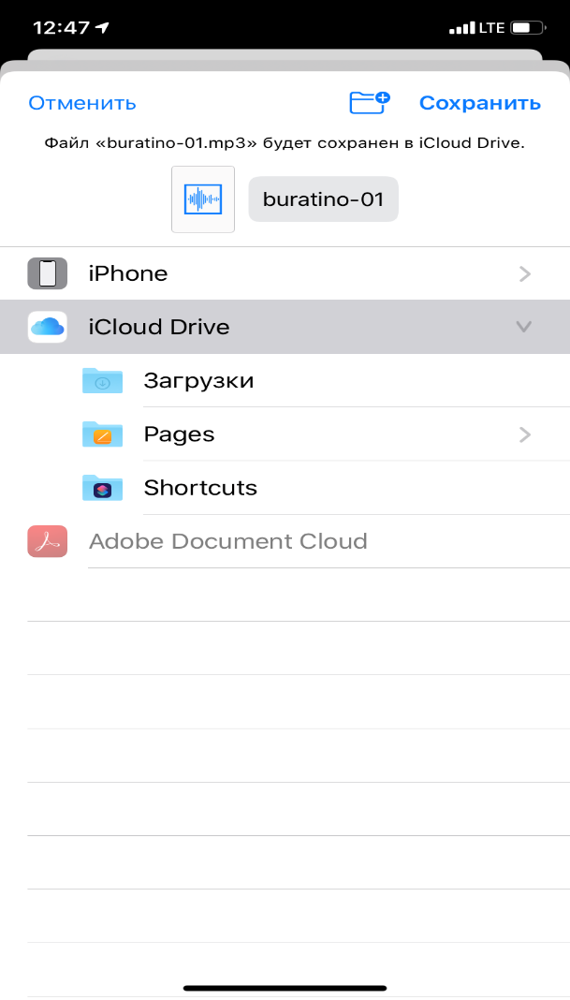 12:47 LTE
Отменить Сохранить
Файл «buratino-01.mp3» будет сохранен в iCloud Drive.
buratino-01
iPhone
iCloud Drive
Загрузки
Pages
Shortcuts
Adobe Document Cloud